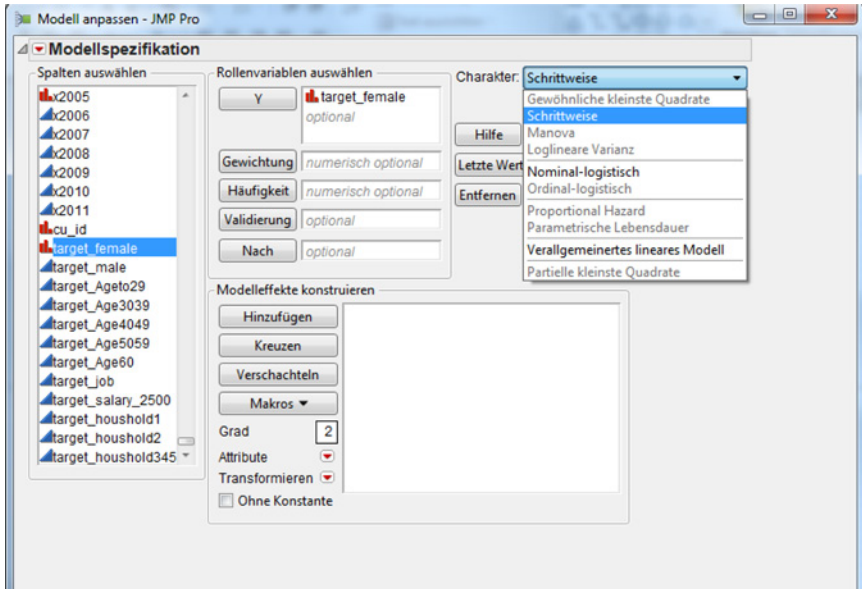 Modell anpassen - JMP Pro
Modellspezifikation
Spalten auswählen
x2005
x2006
x2007
x2008
x2009
x2010
x2011
cu_id
target_female
target_male
target_Ageto29
target_Age3039
target_Age4049
target_Age5059
target_Age60
target_job
target_salary_2500
target_houshold1
target_houshold2
target_houshold345
Rollenvariablen auswählen
Y
target_female
optional
Gewichtung
numerisch optional
Häufigkeit
numerisch optional
Validierung
optional
Nach
optional
Charakter:
Schrittweise
Gewöhnliche kleinste Quadrate
Schrittweise
Manova
Loglineare Varianz
Nominal-logistisch
Ordinal-logistisch
Proportional Hazard
Parametrische Lebensdauer
Verallgemeinertes lineares Modell
Partielle kleinste Quadrate
Hilfe
Letzte Wert
Entfernen
Modelleffekte konstruieren
Hinzufügen
Kreuzen
Verschachteln
Makros
Grad
2
Attribute
Transformieren
Ohne Konstante